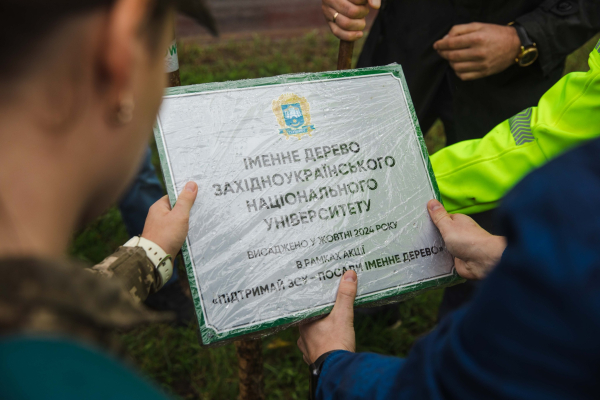 ІМЕННЕ ДЕРЕВО
ЗАХІДНОУКРАЇНСЬКОГО
НАЦІОНАЛЬНОГО
УНІВЕРСИТЕТУ
ВИСАДЖЕНО У ЖОВТНІ 2024 РОКУ
В РАМКАХ АКЦІЇ
«ПІДТРИМАЙ ЗСУ - ПОСАДИ ІМЕННЕ ДЕРЕВО»